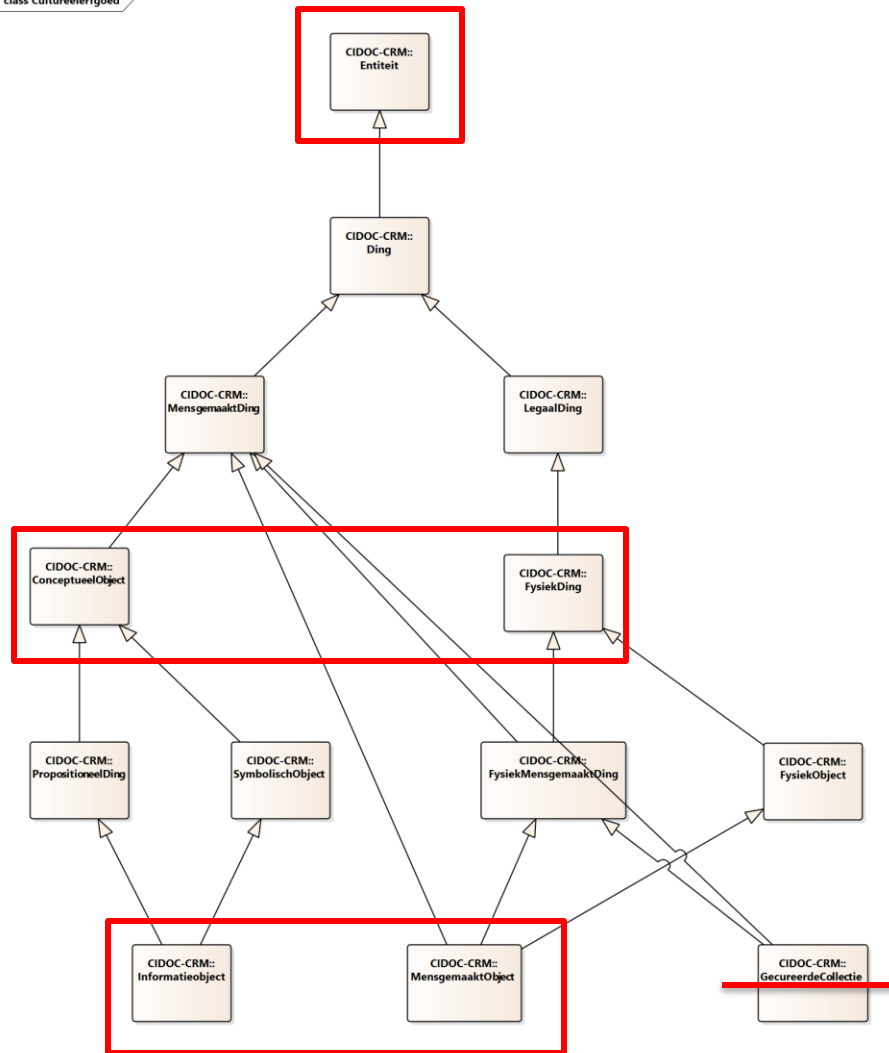 class CultureelErfgoed
CIDOC-CRM::
Entiteit
CIDOC-CRM::
Ding
CIDOC-CRM::
MensgemaaktDing
CIDOC-CRM::
LegaalDing
CIDOC-CRM::
ConceptueelObject
CIDOC-CRM::
FysiekDing
CIDOC-CRM::
PropositioneelDing
CIDOC-CRM::
SymbolischObject
CIDOC-CRM::
FysiekMensgemaaktDing
CIDOC-CRM::
FysiekObject
CIDOC-CRM::
Informatieobject
CIDOC-CRM::
MensgemaaktObject
CIDOC-CRM::
GecureerdeCollectie